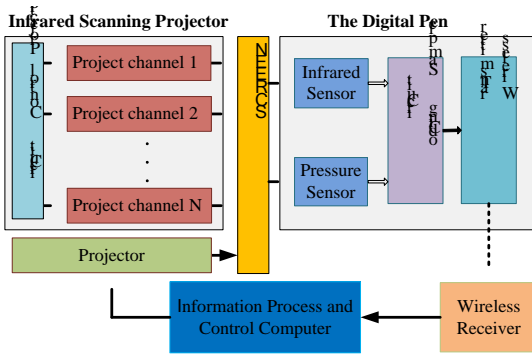 Infrared Scanning Projector
The Digital Pen
Project channel 1
Project channel 2
Project channel N
SCREEN
Infrared
Sensor
Pressure
Sensor
Projector
Information Process and
Control Computer
Wireless
Receiver